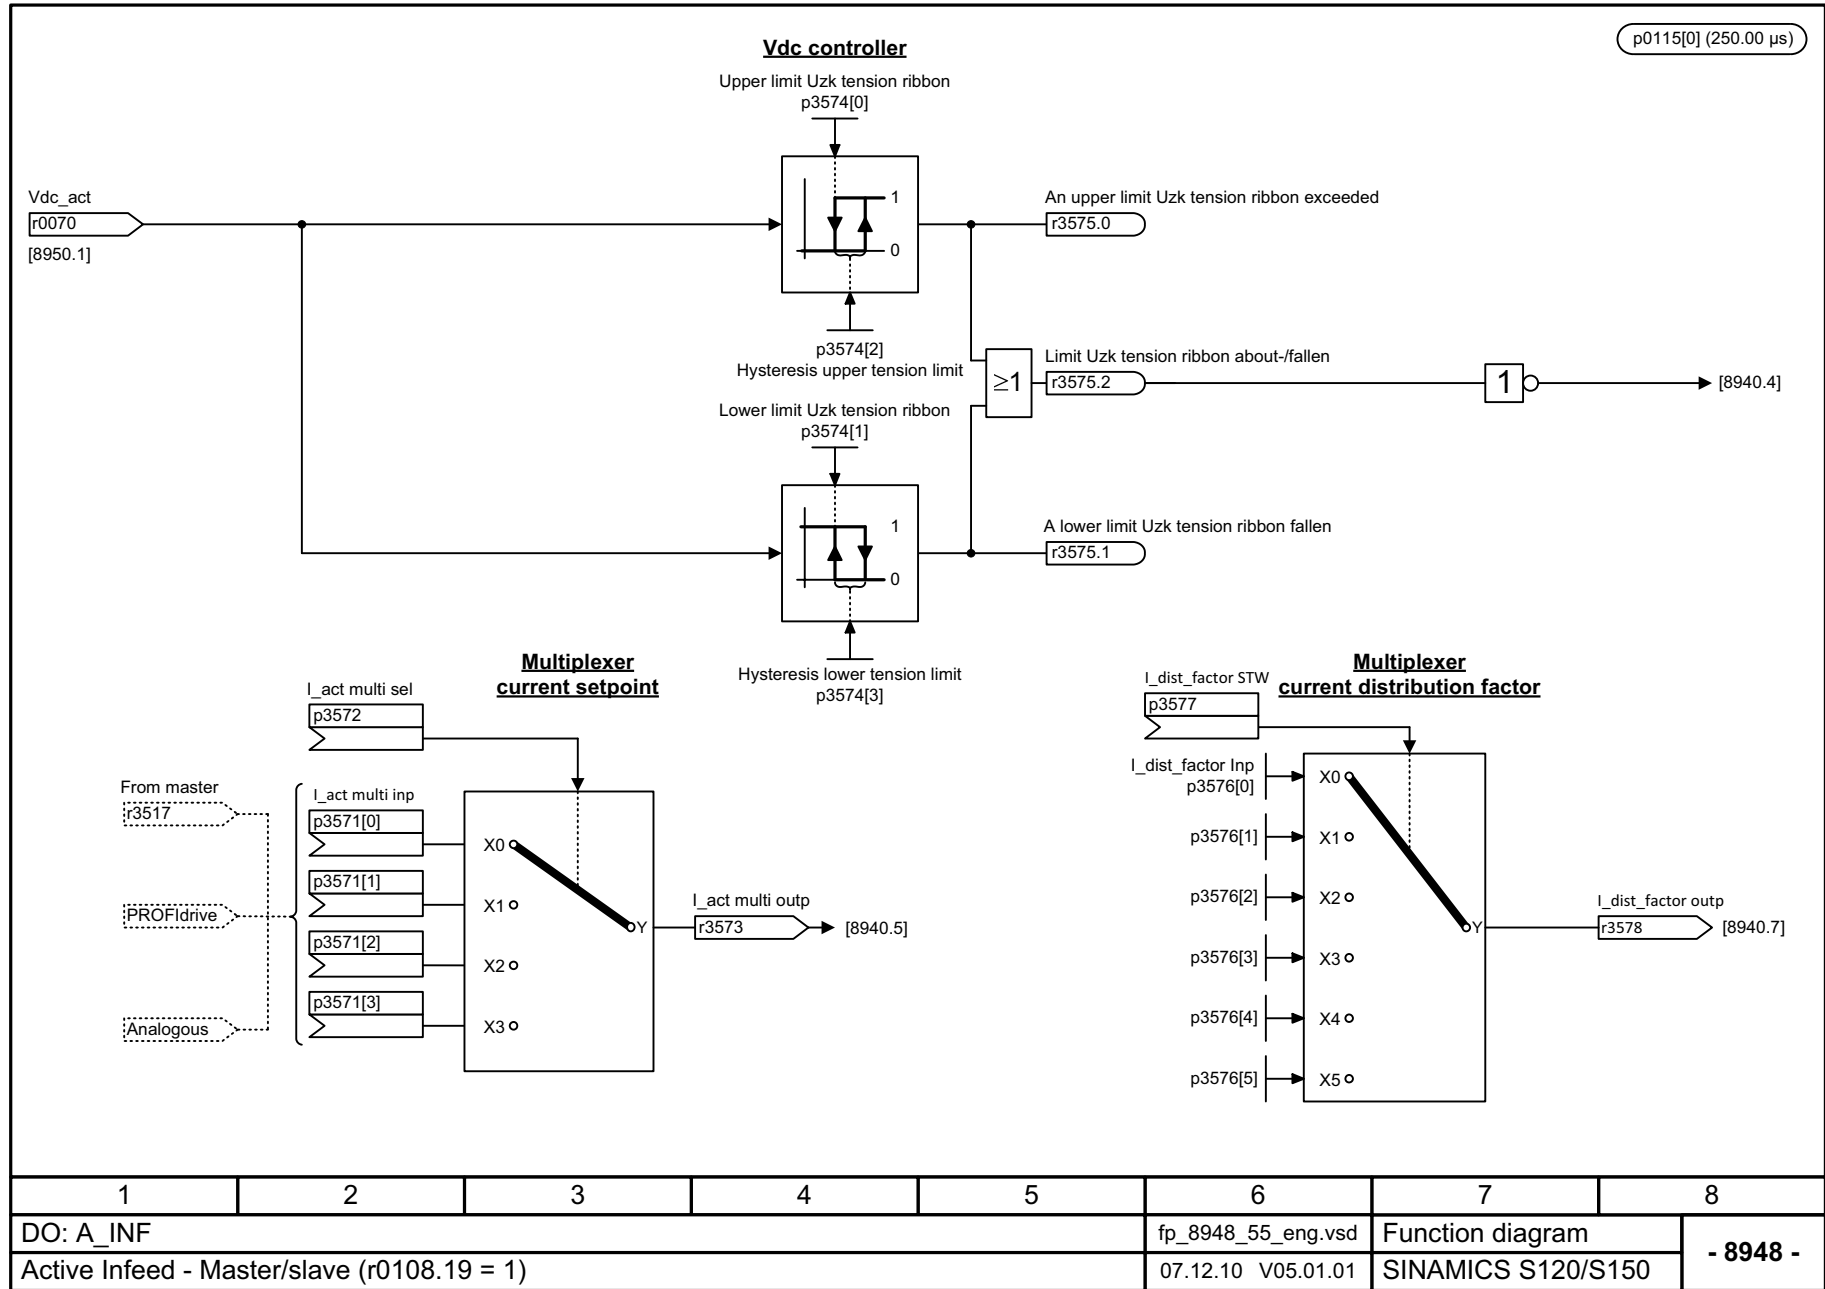 p0115[0] (250.00 µs)
Vdc controller
Upper limit Uzk tension ribbon
p3574[0]
Vdc_act
r0070
[8950.1]
1
0
An upper limit Uzk tension ribbon exceeded
r3575.0
p3574[2]
Hysteresis upper tension limit
≥1
Limit Uzk tension ribbon about-/fallen
r3575.2
1
[8940.4]
Lower limit Uzk tension ribbon
p3574[1]
1
0
A lower limit Uzk tension ribbon fallen
r3575.1
Hysteresis lower tension limit
p3574[3]
Multiplexer
current setpoint
I_act multi sel
p3572
From master
r3517
PROFIdrive
Analogous
I_act multi inp
p3571[0]
p3571[1]
p3571[2]
p3571[3]
X0
X1
X2
X3
Y
I_act multi outp
r3573
[8940.5]
Multiplexer
current distribution factor
I_dist_factor STW
p3577
I_dist_factor Inp
p3576[0]
p3576[1]
p3576[2]
p3576[3]
p3576[4]
p3576[5]
X0
X1
X2
X3
X4
X5
Y
I_dist_factor outp
r3578
[8940.7]
1 2 3 4 5 6 7 8
DO: A_INF
fp_8948_55_eng.vsd
Function diagram
- 8948 -
Active Infeed - Master/slave (r0108.19 = 1)
07.12.10 V05.01.01
SINAMICS S120/S150